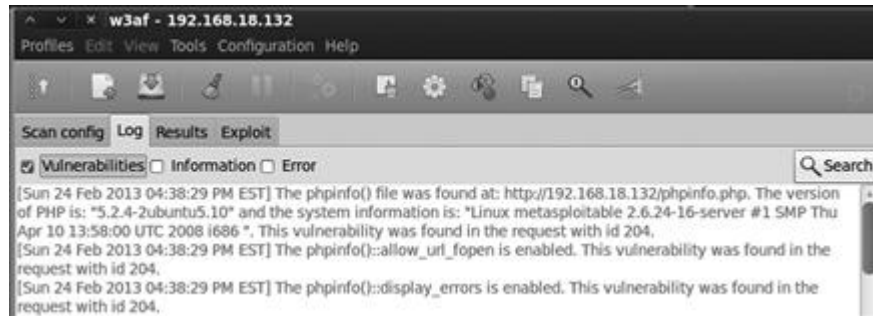 w3af - 192.168.18.132
Profiles Edit View Tools Configuration Help
Scan config Log Results Exploit
Vulnerabilities Information Error Search
[Sun 24 Feb 2013 04:38:29 PM EST] The phpinfo() file was found at: http://192.168.18.132/phpinfo.php. The version
of PHP is: "5.2.4-2ubuntu5.10" and the system information is: "Linux metasploitable 2.6.24-16-server #1 SMP Thu
Apr 10 13:58:00 UTC 2008 i686 ". This vulnerability was found in the request with id 204.
[Sun 24 Feb 2013 04:38:29 PM EST] The phpinfo()::allow_url_fopen is enabled. This vulnerability was found in the
request with id 204.
[Sun 24 Feb 2013 04:38:29 PM EST] The phpinfo()::display_errors is enabled. This vulnerability was found in the
request with id 204.